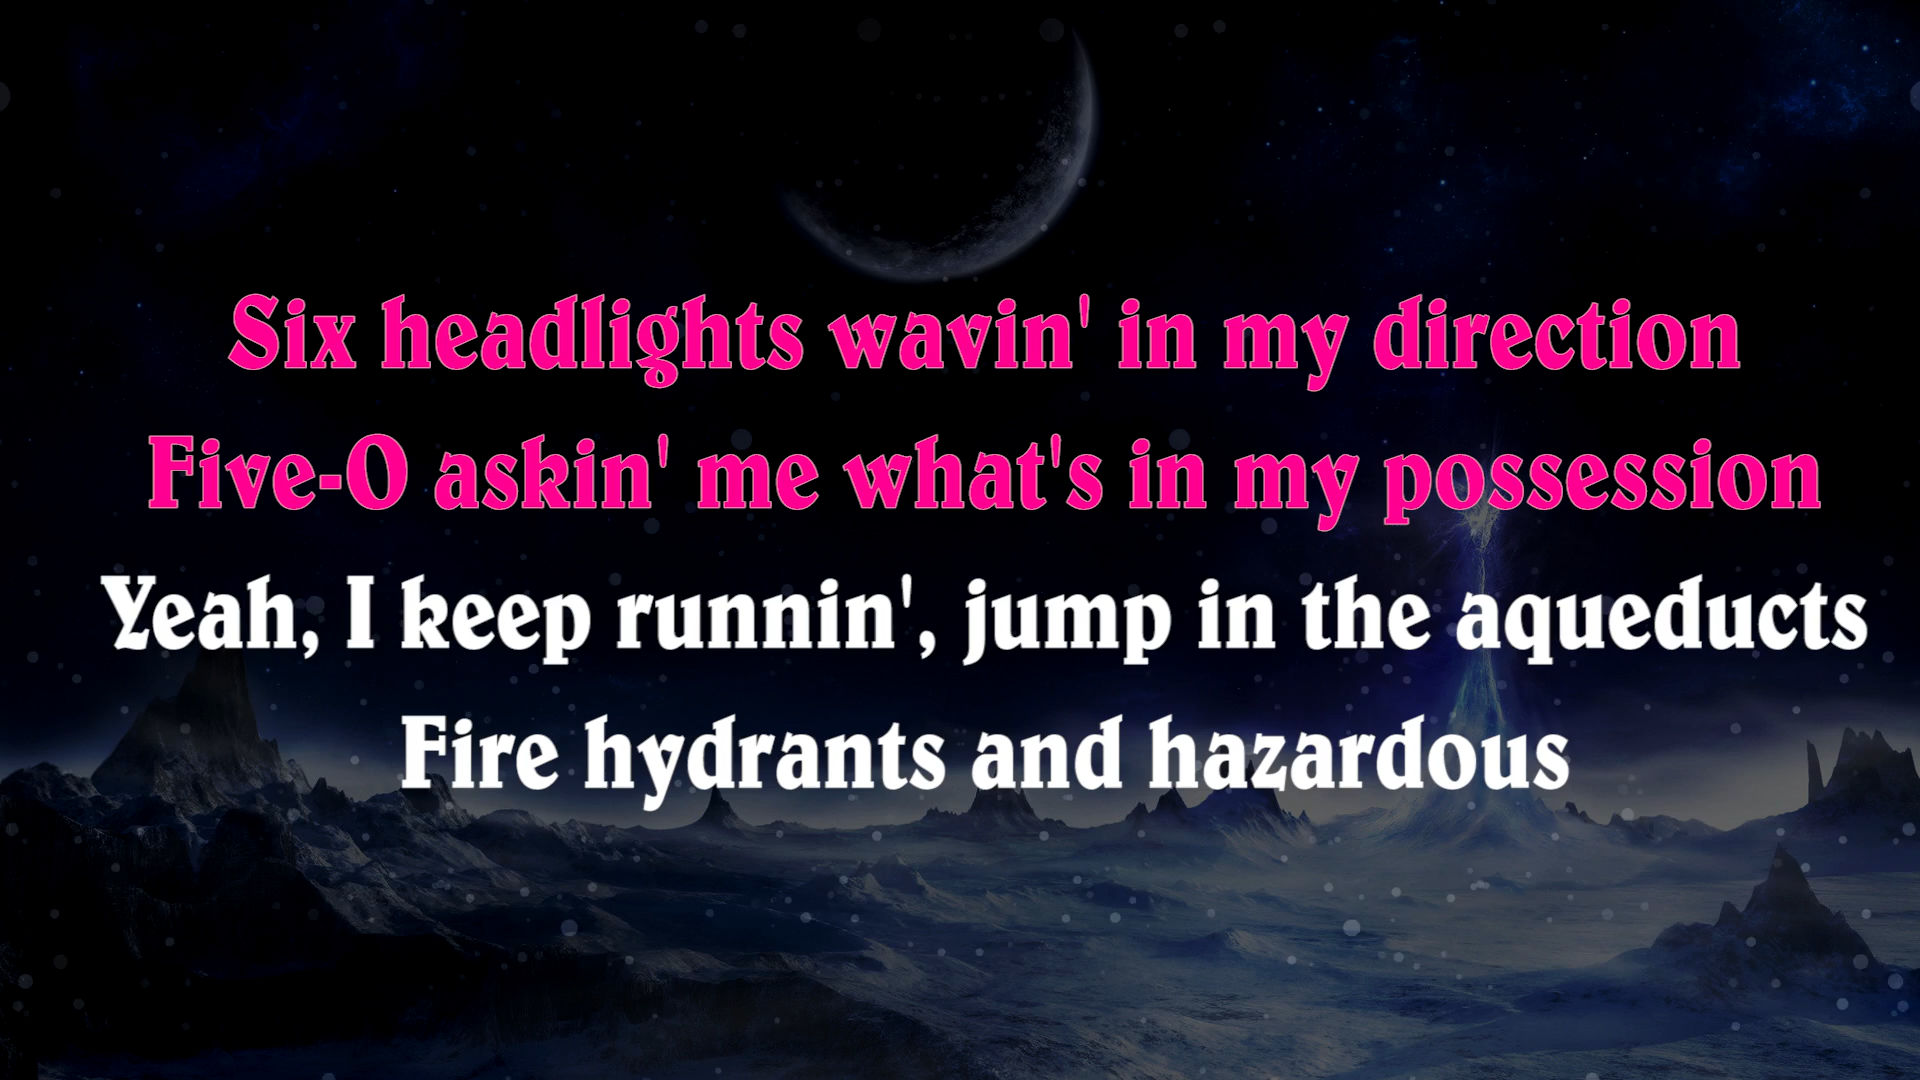 Six headlights wavin' in my direction
Five-O askin' me what's in my possession
Yeah, I keep runnin', jump in the aqueducts
Fire hydrants and hazardous